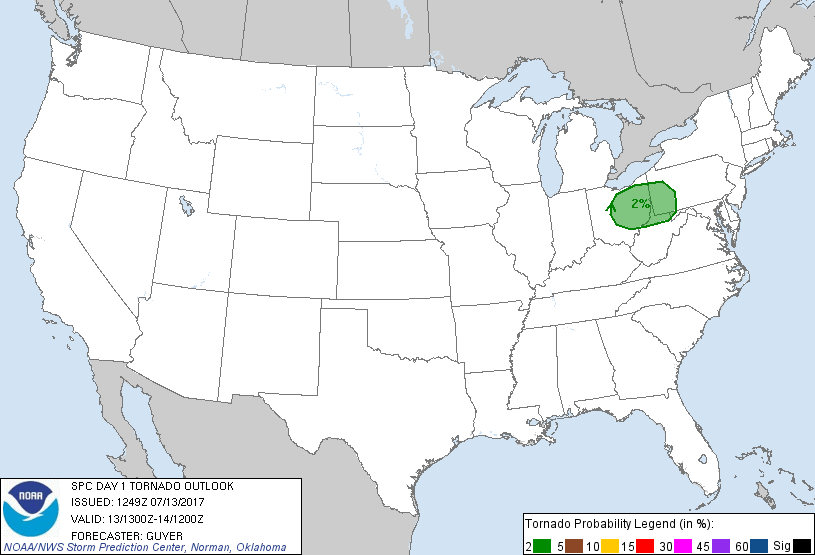 2%
NOAA
SPC DAY 1 TORNADO OUTLOOK
ISSUED: 1249Z 07/13/2017
VALID: 13/1300Z-14/1200Z
FORECASTER: GUYER
NOAA/NWS Storm Prediction Center, Norman, Oklahoma
Tornado Probability Legend (in %):
2 5 10 15 30 45 60 Sig